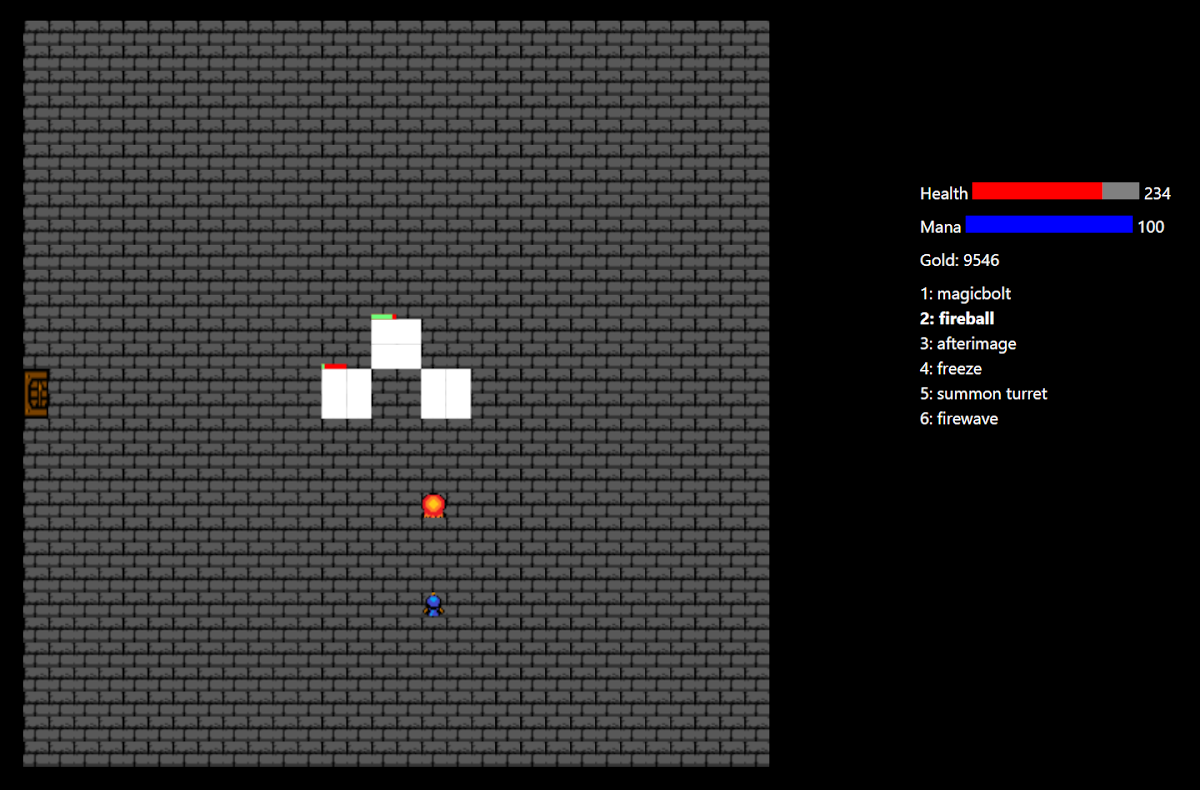 Health 234
Mana 100
Gold: 9546
1: magicbolt
2: fireball
3: afterimage
4: freeze
5: summon turret
6: firewave